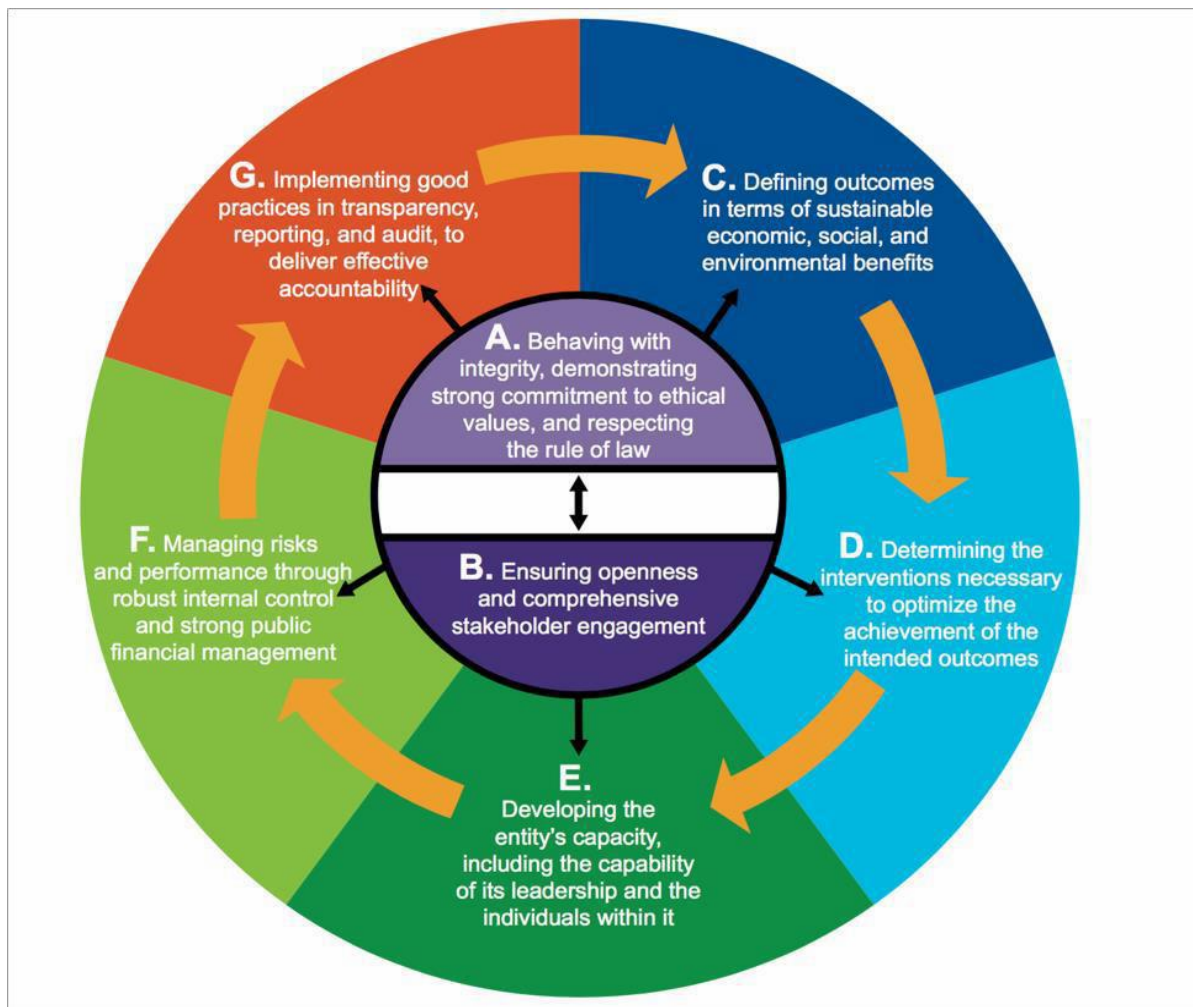 A. Behaving with
integrity, demonstrating
strong commitment to ethical
values, and respecting
the rule of law
B. Ensuring openness
and comprehensive
stakeholder engagement
C. Defining outcomes
in terms of sustainable
economic, social, and
environmental benefits
D. Determining the
interventions necessary
to optimize the
achievement of the
intended outcomes
E.
Developing the
entity's capacity,
including the capability
of its leadership and the
individuals within it
F. Managing risks
and performance through
robust internal control
and strong public
financial management
G. Implementing good
practices in transparency,
reporting, and audit, to
deliver effective
accountability